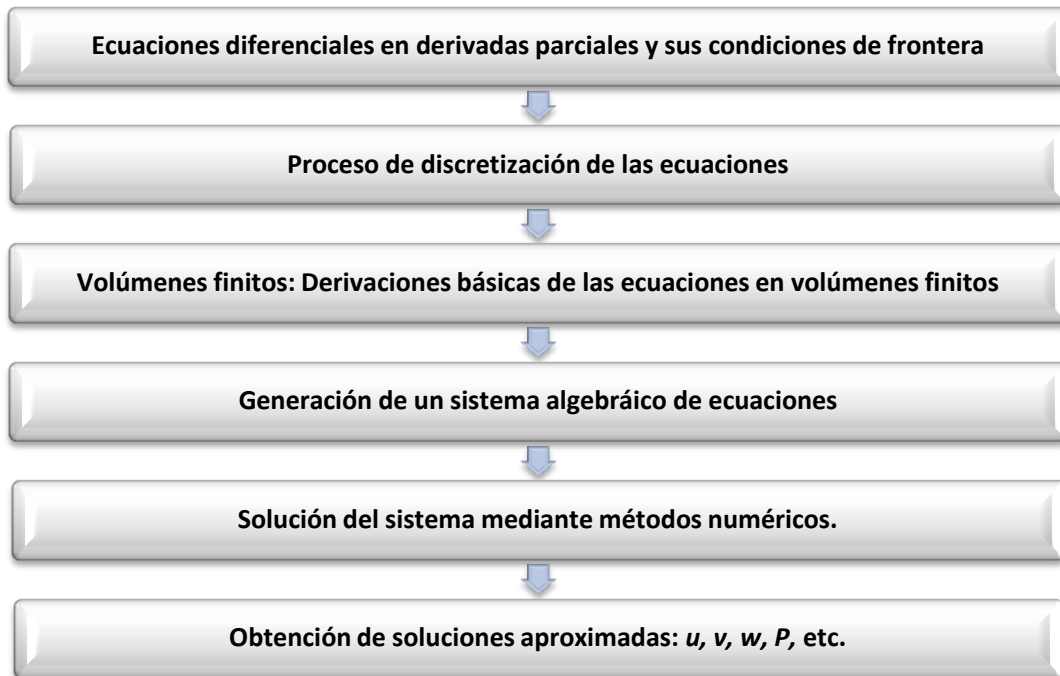 Ecuaciones diferenciales en derivadas parciales y sus condiciones de frontera
Proceso de discretización de las ecuaciones
Volúmenes finitos: Derivaciones básicas de las ecuaciones en volúmenes finitos
Generación de un sistema algebráico de ecuaciones
Solución del sistema mediante métodos numéricos.
Obtención de soluciones aproximadas: u, v, w, P, etc.